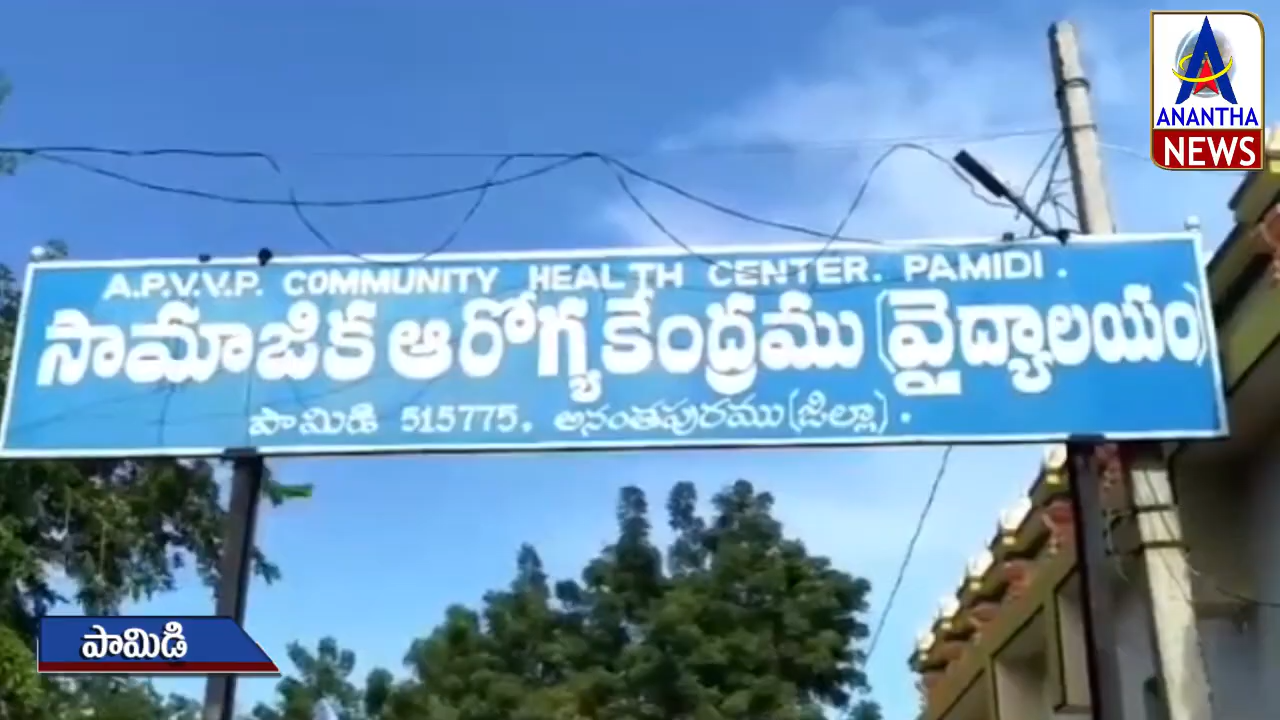 ANANTHA
NEWS
A.P.V.V.P. COMMUNITY HEALTH CENTER. PAMIDI.
సామాజిక ఆరోగ్య కేంద్రము (వైద్యాలయం)
పామిడి 515775. అనంతపురము (జిల్లా).
పామిడి